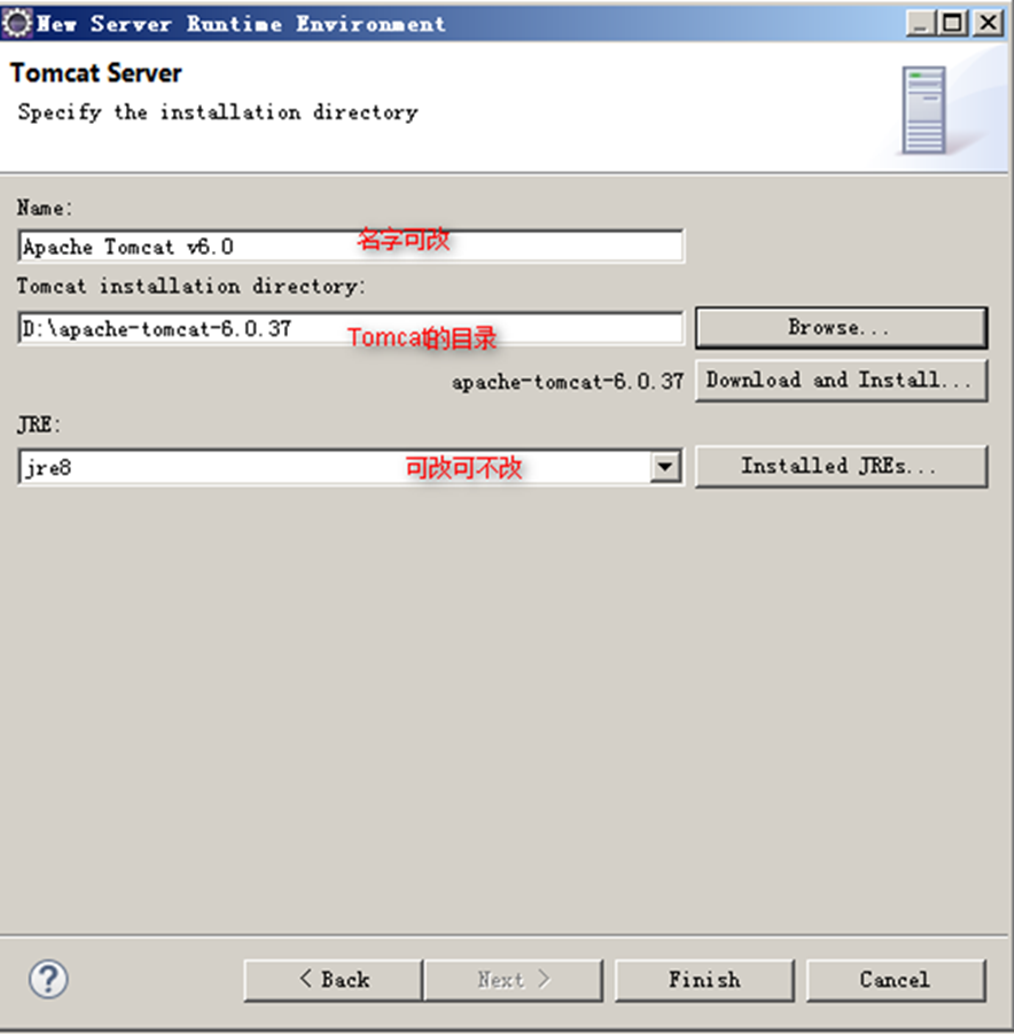 New Server Runtime Environment
Tomcat Server
Specify the installation directory
Name:
Apache Tomcat v6.0 名字可改
Tomcat installation directory:
D:\apache-tomcat-6.0.37 Tomcat的目录 Browse...
apache-tomcat-6.0.37 Download and Install...
JRE:
jre8 可改可不改 Installed JREs...
? < Back Next > Finish Cancel